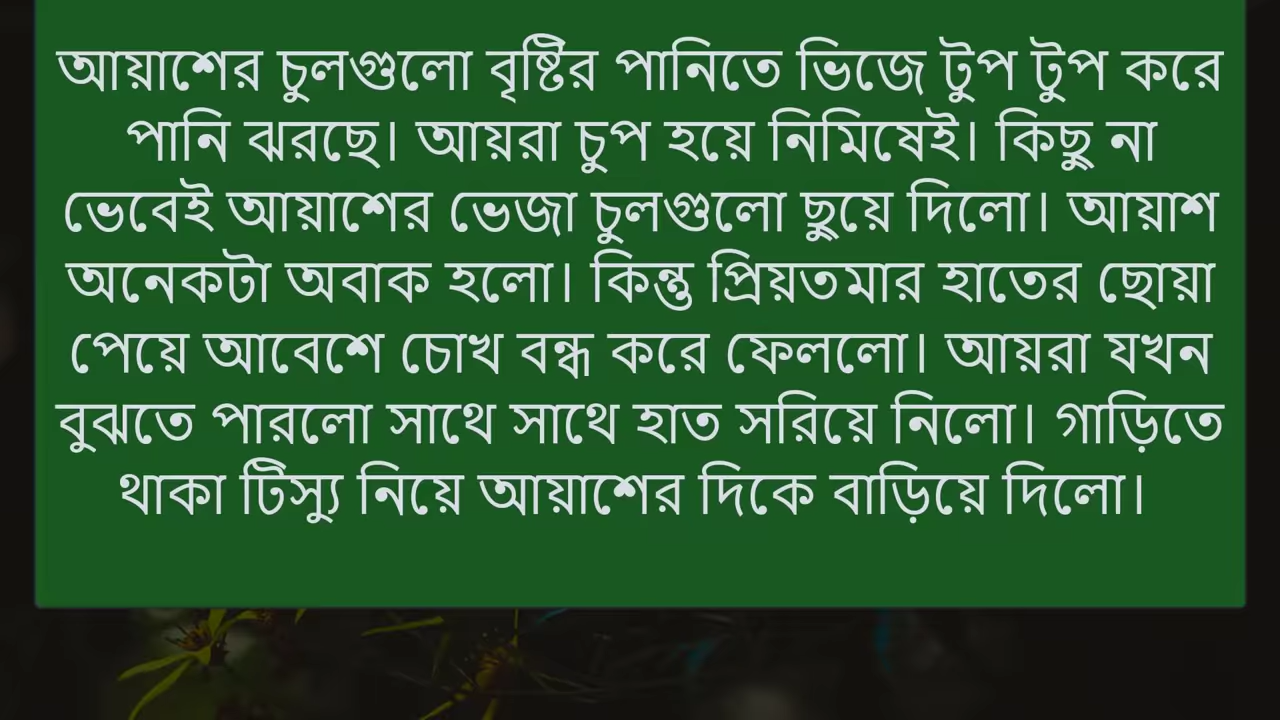 আয়াশের চুলগুলো বৃষ্টির পানিতে ভিজে টুপ টুপ করে
পানি ঝরছে। আয়রা চুপ হয়ে নিমিষেই। কিছু না
ভেবেই আয়াশের ভেজা চুলগুলো ছুয়ে দিলো। আয়াশ
অনেকটা অবাক হলো। কিন্তু প্রিয়তমার হাতের ছোয়া
পেয়ে আবেশে চোখ বন্ধ করে ফেললো। আয়রা যখন
বুঝতে পারলো সাথে সাথে হাত সরিয়ে নিলো। গাড়িতে
থাকা টিস্যু নিয়ে আয়াশের দিকে বাড়িয়ে দিলো।